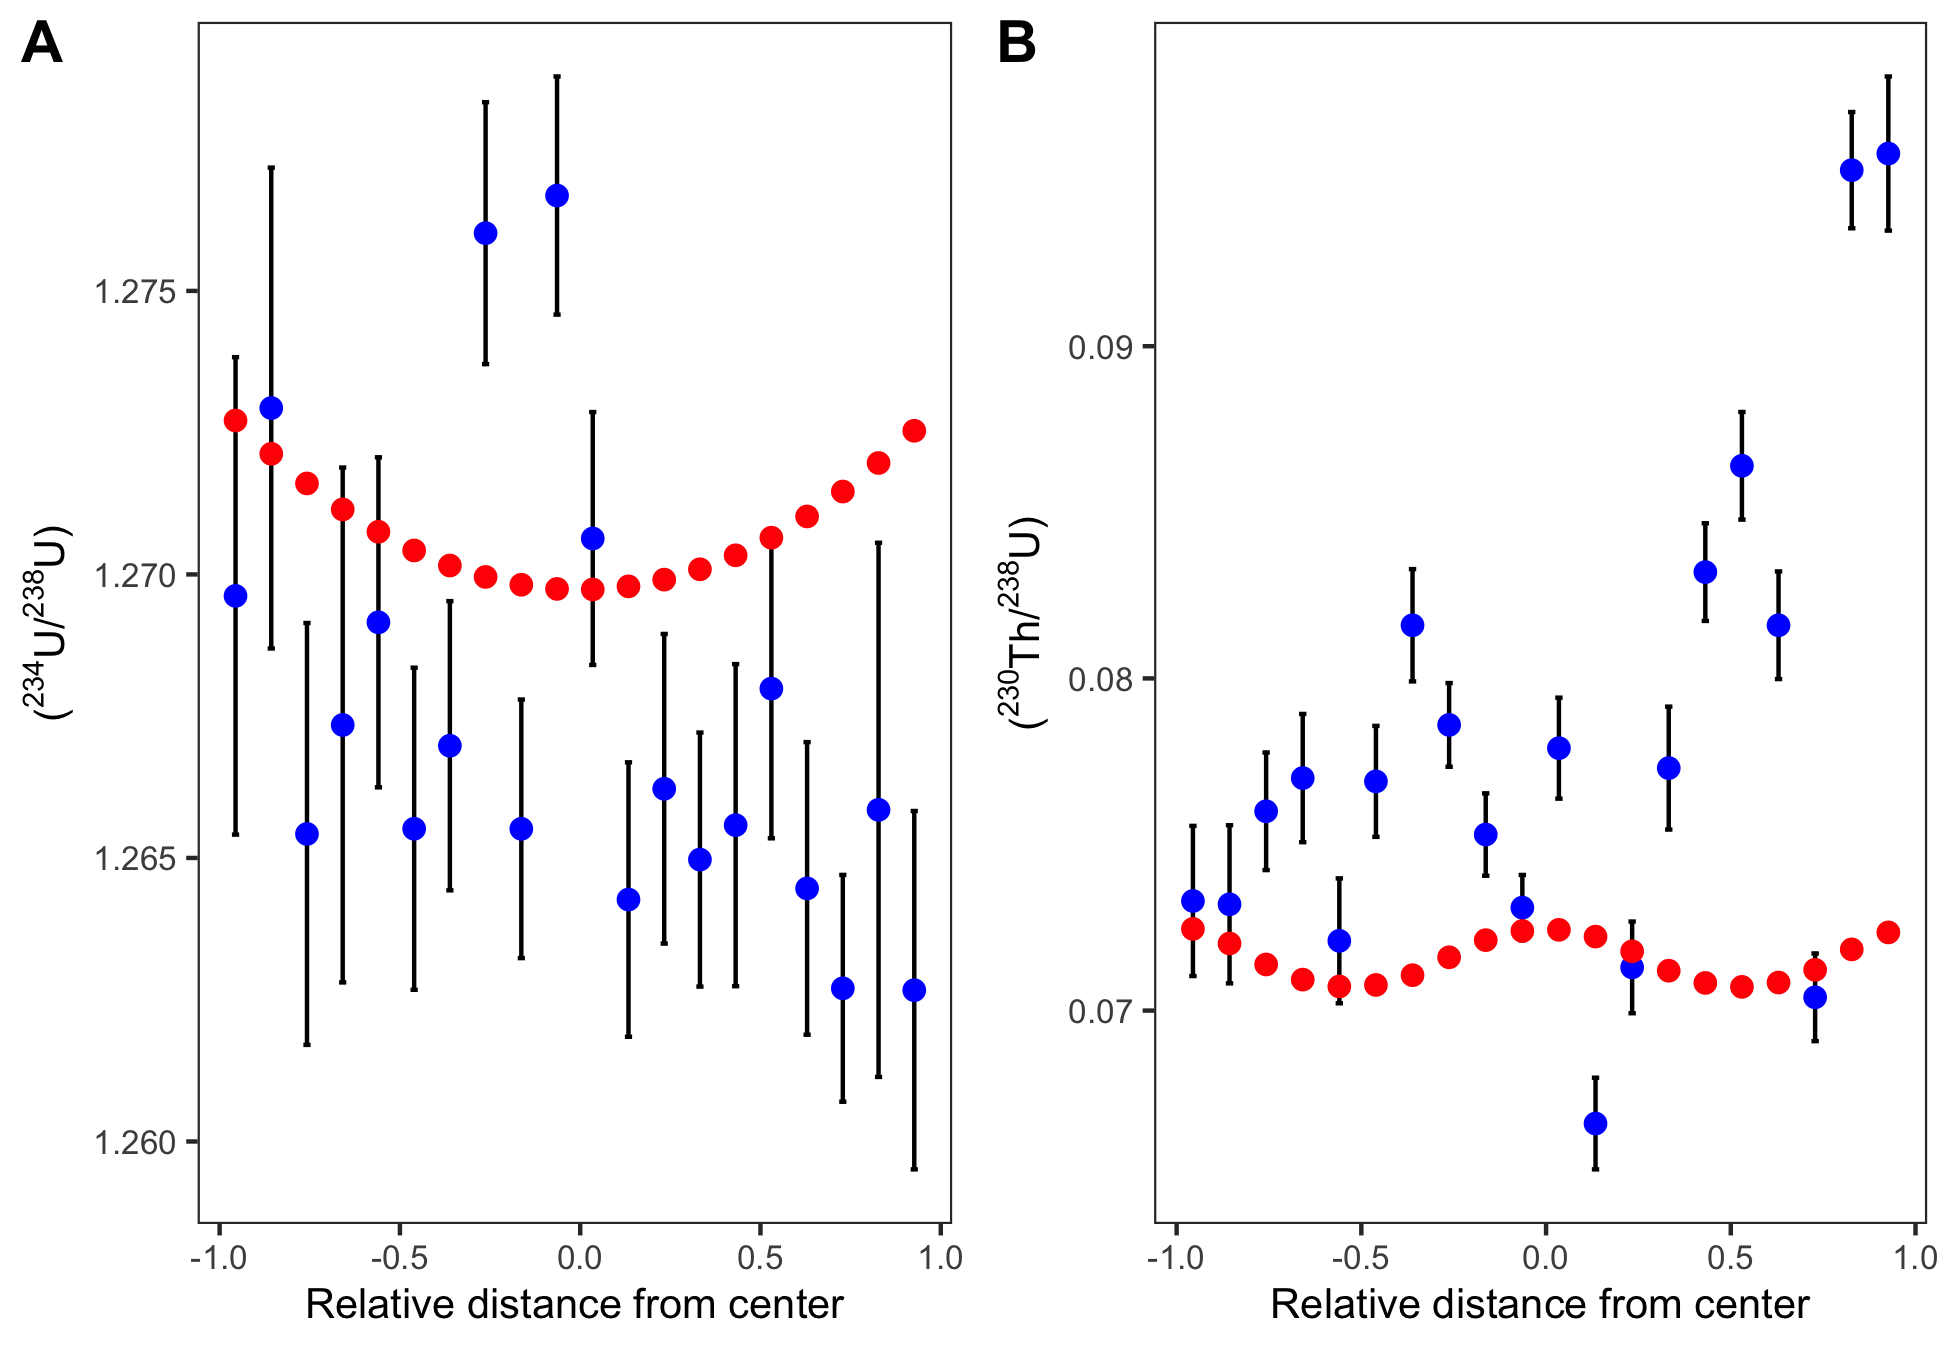 A
B
(²³⁴U/²³⁸U)
1.275
1.270
1.265
1.260
-1.0 -0.5 0.0 0.5 1.0
Relative distance from center
(²³⁰Th/²³⁸U)
0.09
0.08
0.07
-1.0 -0.5 0.0 0.5 1.0
Relative distance from center